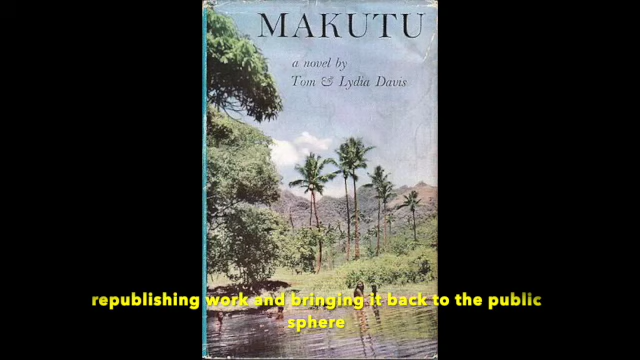 MAKUTU
a novel by
Tom & Lydia Davis
republishing work and bringing it back to the public
sphere